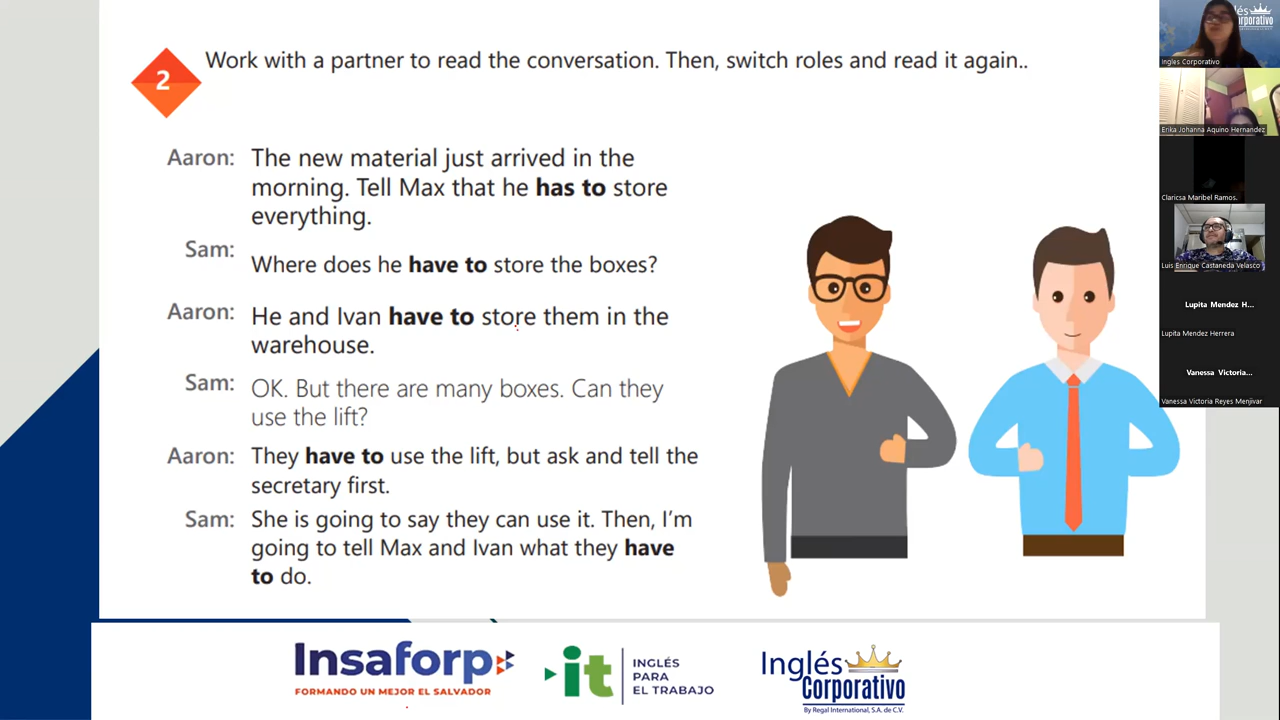 2
Work with a partner to read the conversation. Then, switch roles and read it again..
Aaron: The new material just arrived in the
morning. Tell Max that he has to store
everything.
Sam: Where does he have to store the boxes?
Aaron: He and Ivan have to store them in the
warehouse.
Sam: OK. But there are many boxes. Can they
use the lift?
Aaron: They have to use the lift, but ask and tell the
secretary first.
Sam: She is going to say they can use it. Then, I’m
going to tell Max and Ivan what they have
to do.
Insaforp
FORMANDO UN MEJOR EL SALVADOR
it
INGLÉS
PARA
EL TRABAJO
Inglés
Corporativo
By Regal International, S.A. de C.V.
lés
Corporativo
Ingles Corporativo
Erika Johanna Aquino Hernandez
Claricsa Maribel Ramos.
Luis Enrique Castaneda Velasco
Lupita Mendez H...
Lupita Mendez Herrera
Vanessa Victoria...
Vanessa Victoria Reyes Menjivar